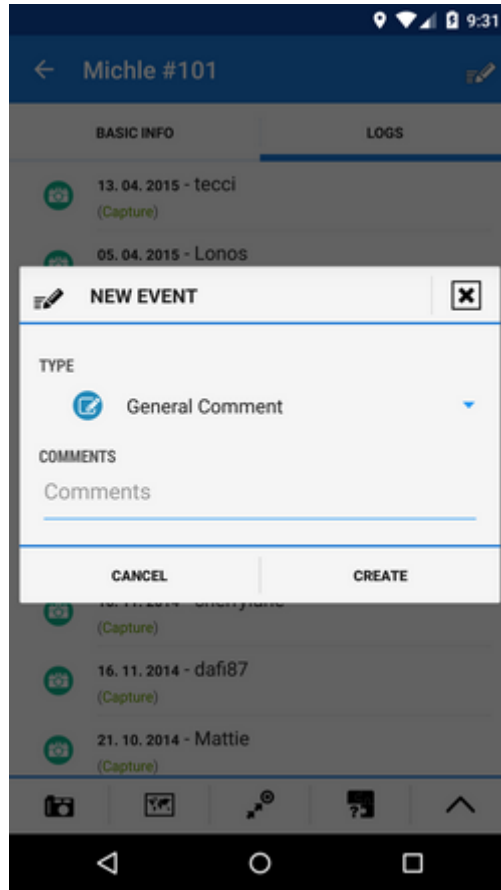 9:31
Michle #101
BASIC INFO
LOGS
13. 04. 2015 - tecci
(Capture)
05. 04. 2015 - Lonos
NEW EVENT
TYPE
General Comment
COMMENTS
Comments
CANCEL
CREATE
(Capture)
16. 11. 2014 - dafi87
(Capture)
21. 10. 2014 - Mattie
(Capture)